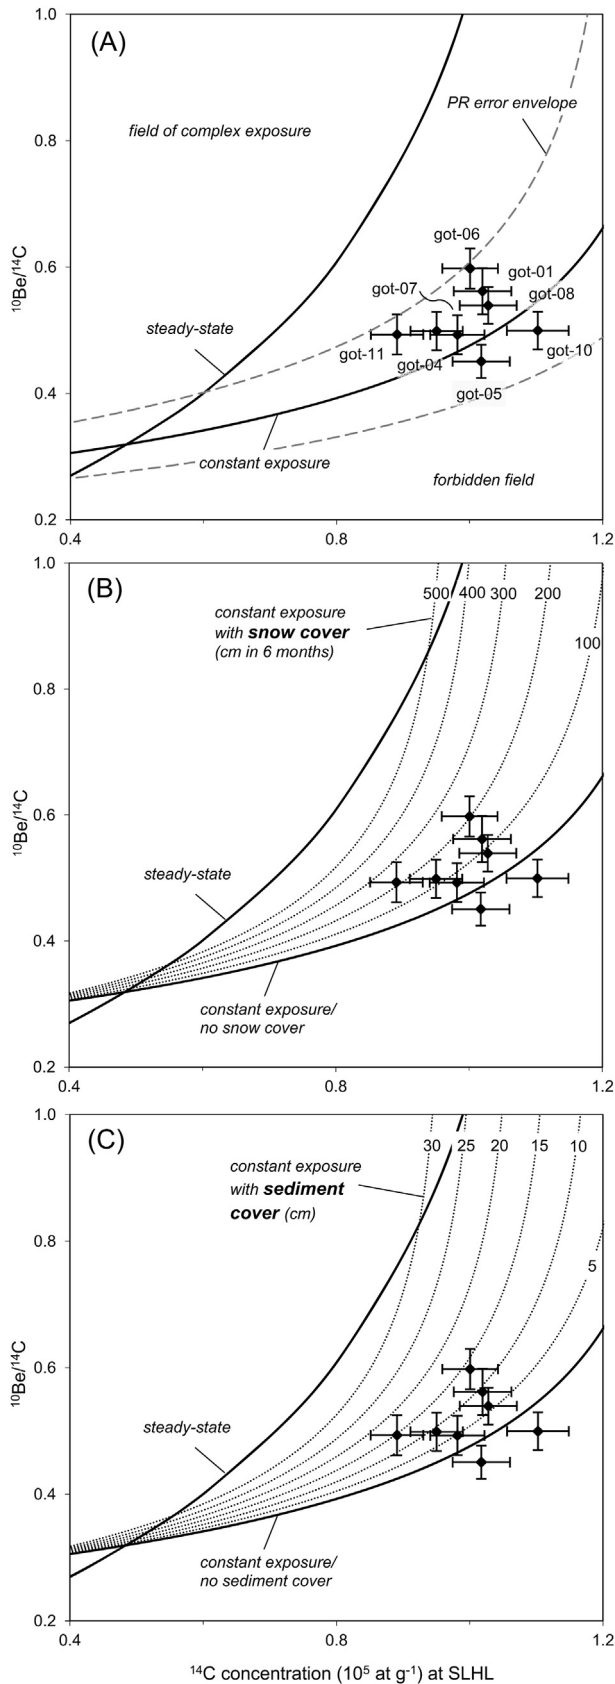 (A)
1.0
0.8
0.6
0.4
0.2
¹⁰Be/¹⁴C
field of complex exposure
PR error envelope
got-06
got-01
got-07
got-08
steady-state
got-11
got-04
got-10
got-05
constant exposure
forbidden field
0.4
0.8
1.2
(B)
1.0
0.8
0.6
0.4
0.2
¹⁰Be/¹⁴C
constant exposure
with snow cover
(cm in 6 months)
500
400
300
200
100
steady-state
constant exposure/
no snow cover
0.4
0.8
1.2
(C)
1.0
0.8
0.6
0.4
0.2
¹⁰Be/¹⁴C
constant exposure
with sediment
cover (cm)
30
25
20
15
10
5
steady-state
constant exposure/
no sediment cover
0.4
0.8
1.2
¹⁴C concentration (10⁵ at g⁻¹) at SLHL